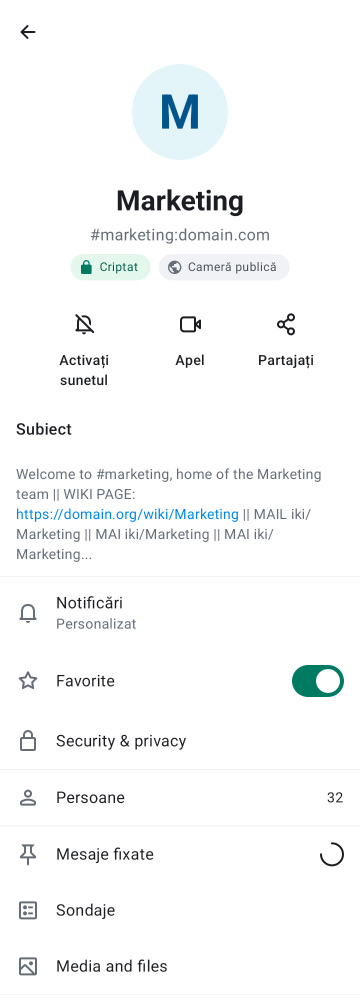 M
Marketing
#marketing:domain.com
Criptat
Cameră publică
Activați
sunetul
Apel
Partajați
Subiect
Welcome to #marketing, home of the Marketing
team || WIKI PAGE:
https://domain.org/wiki/Marketing || MAIL iki/
Marketing || MAI iki/Marketing || MAI iki/
Marketing...
Notificări
Personalizat
Favorite
Security & privacy
Persoane 32
Mesaje fixate
Sondaje
Media and files